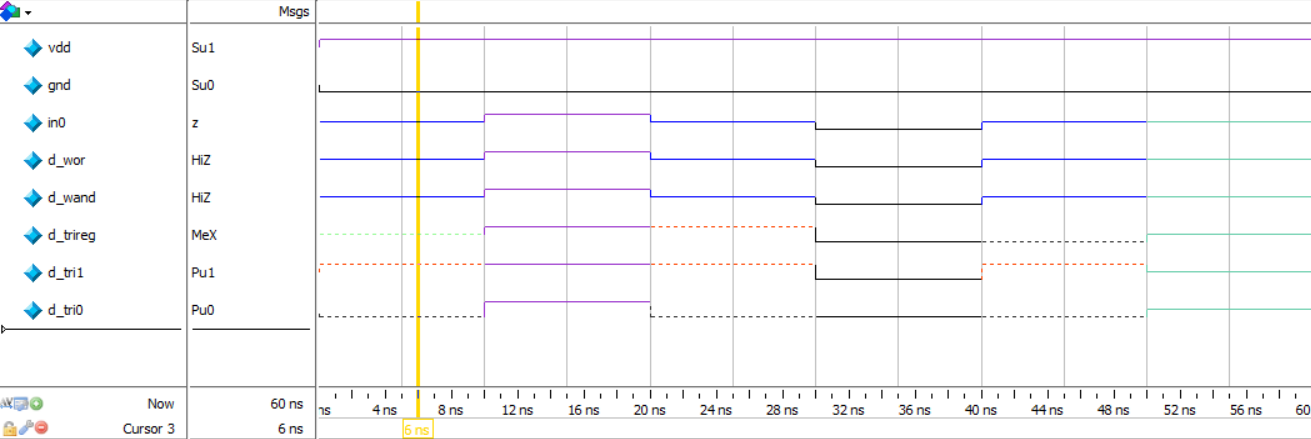 Msgs
vdd Su1
gnd Su0
in0 z
d_wor HiZ
d_wand HiZ
d_trireg MeX
d_tri1 Pu1
d_tri0 Pu0
Now 60 ns
ns 4 ns 8 ns 12 ns 16 ns 20 ns 24 ns 28 ns 32 ns 36 ns 40 ns 44 ns 48 ns 52 ns 56 ns 60
Cursor 3 6 ns 6 ns